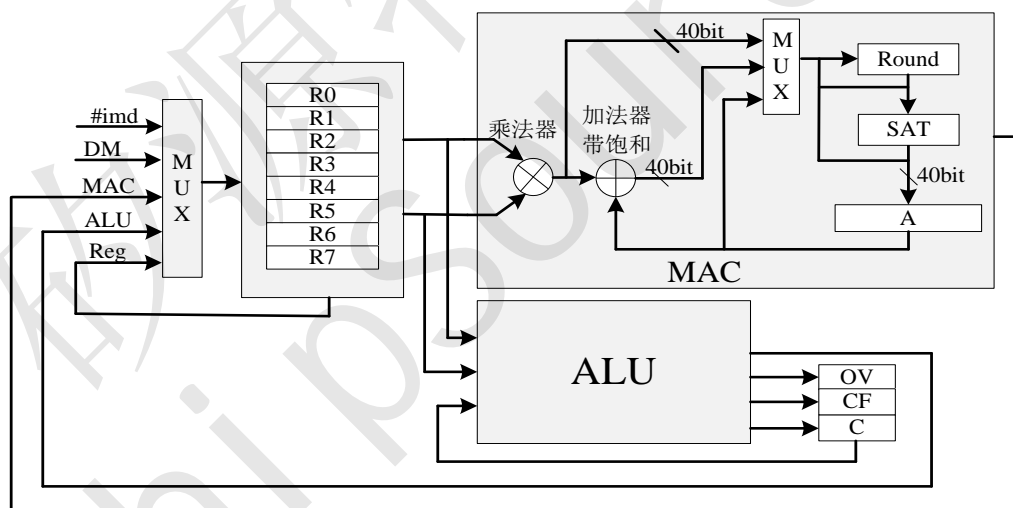 #imd
DM
MAC
ALU
Reg
M
U
X
R0
R1
R2
R3
R4
R5
R6
R7
乘法器
加法器
带饱和
40bit
40bit
M
U
X
Round
SAT
40bit
A
MAC
ALU
OV
CF
C